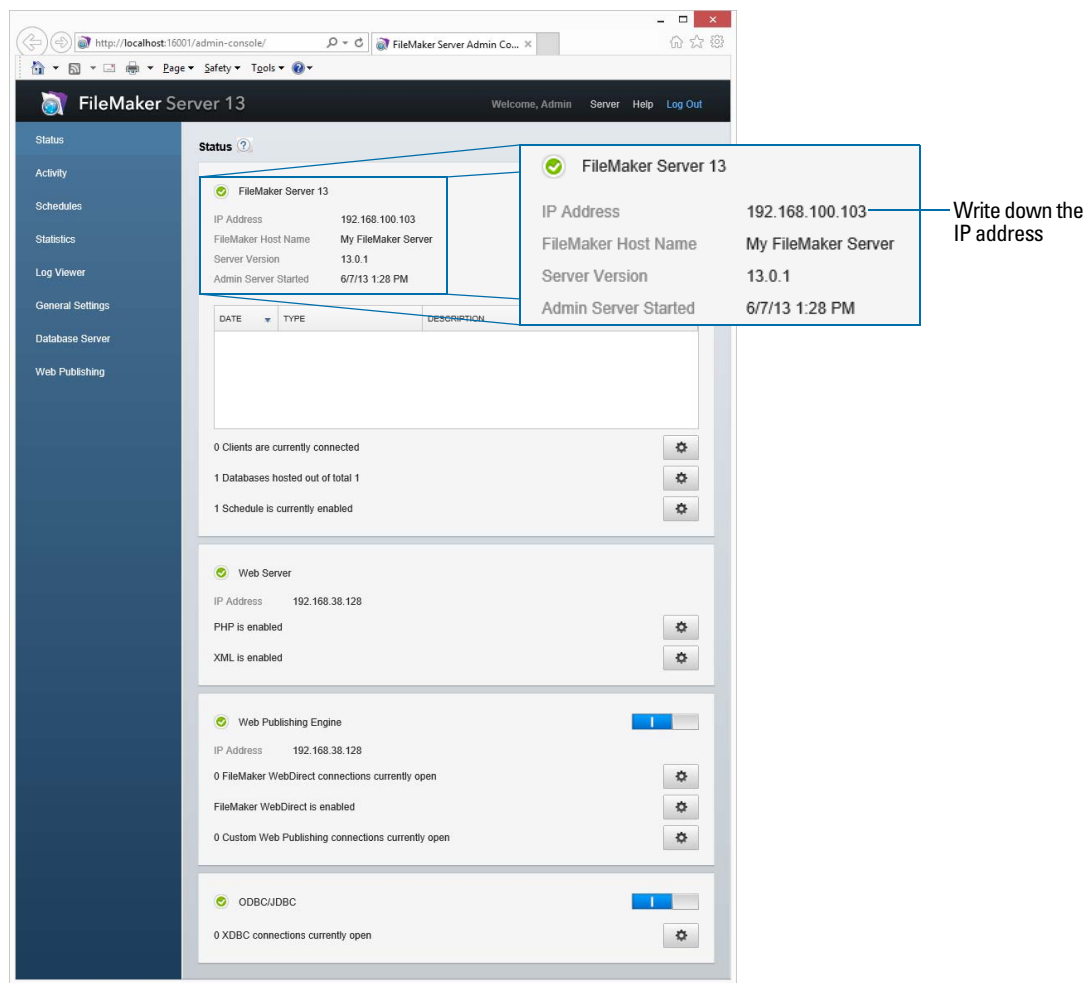 http://localhost:16001/admin-console/
FileMaker Server Admin Co...
Page Safety Tools
FileMaker Server 13
Welcome, Admin Server Help Log Out
Status
Activity
Schedules
Statistics
Log Viewer
General Settings
Database Server
Web Publishing
Status ?
FileMaker Server 13
IP Address 192.168.100.103
FileMaker Host Name My FileMaker Server
Server Version 13.0.1
Admin Server Started 6/7/13 1:28 PM
FileMaker Server 13
IP Address 192.168.100.103
FileMaker Host Name My FileMaker Server
Server Version 13.0.1
Admin Server Started 6/7/13 1:28 PM
Write down the
IP address
DATE TYPE DESCRIPTION
0 Clients are currently connected
1 Databases hosted out of total 1
1 Schedule is currently enabled
Web Server
IP Address 192.168.38.128
PHP is enabled
XML is enabled
Web Publishing Engine
IP Address 192.168.38.128
0 FileMaker WebDirect connections currently open
FileMaker WebDirect is enabled
0 Custom Web Publishing connections currently open
ODBC/JDBC
0 XDBC connections currently open